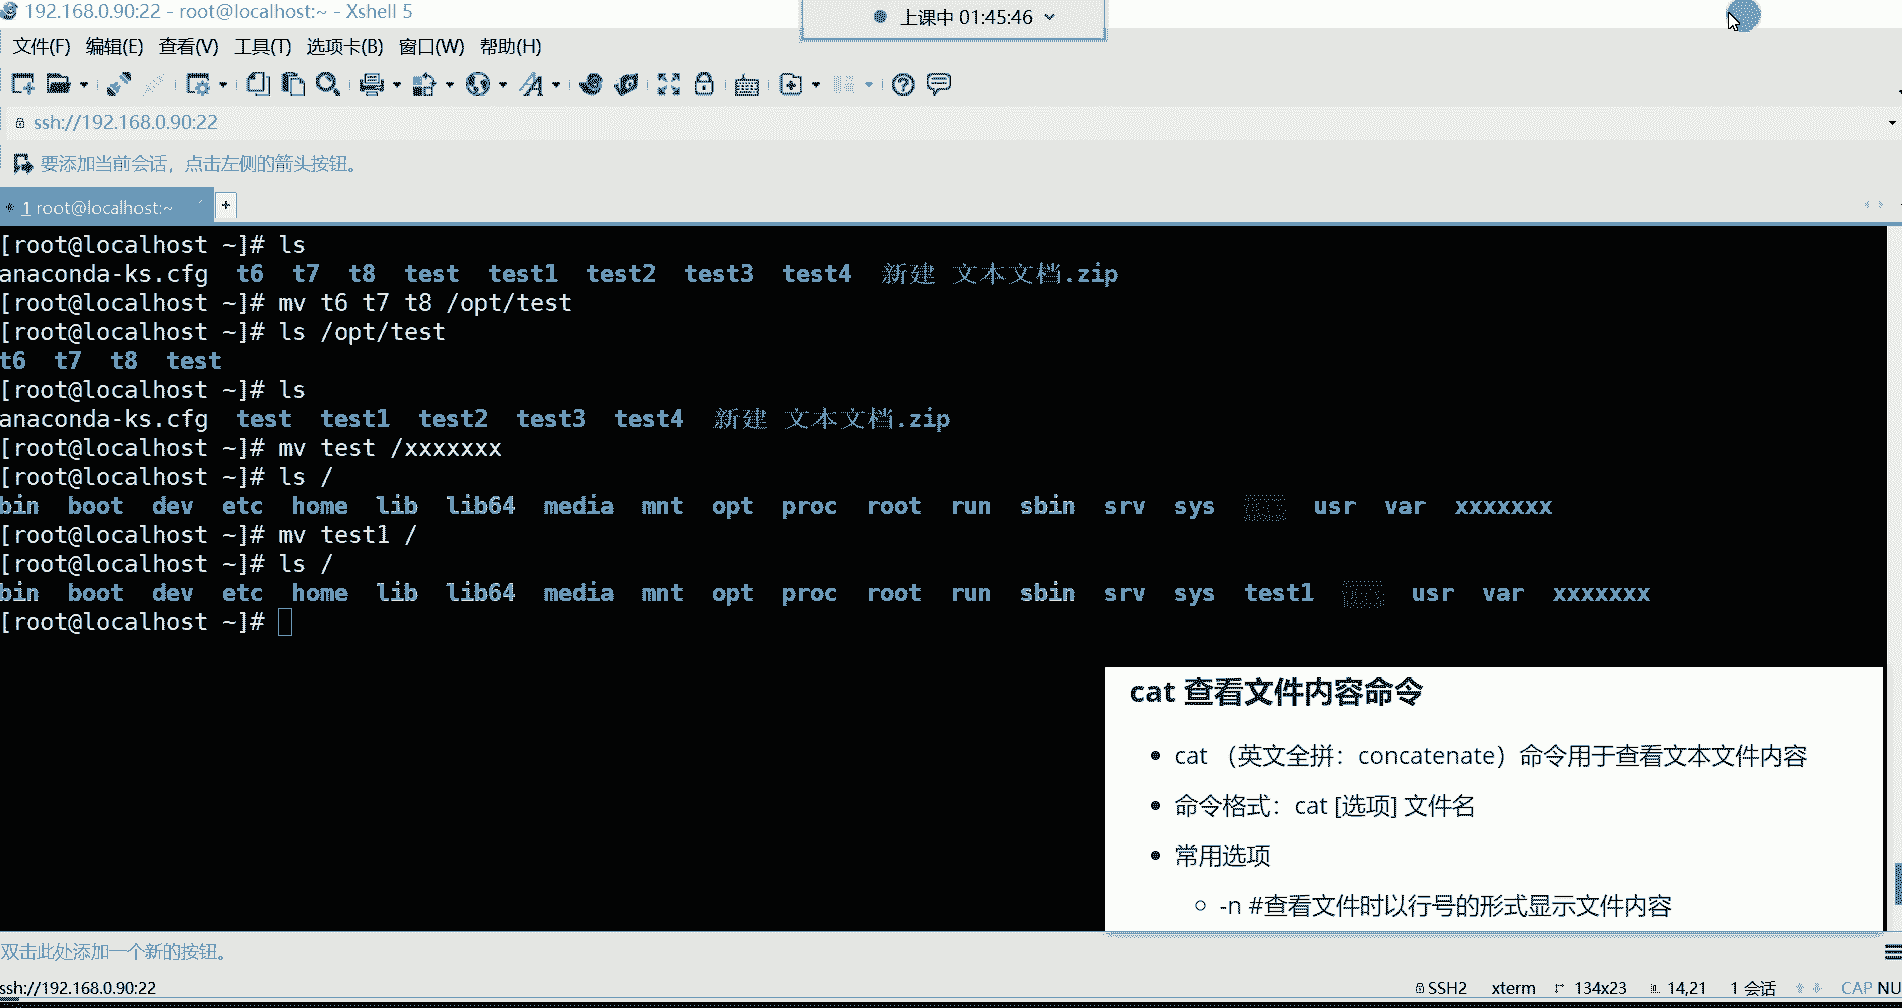 192.168.0.90:22 - root@localhost:~ - Xshell 5
上课中 01:45:46
文件(F) 编辑(E) 查看(V) 工具(T) 选项卡(B) 窗口(W) 帮助(H)
ssh://192.168.0.90:22
要添加当前会话，点击左侧的箭头按钮。
1 root@localhost:~
[root@localhost ~]# ls
anaconda-ks.cfg t6 t7 t8 test test1 test2 test3 test4 新建 文本文档.zip
[root@localhost ~]# mv t6 t7 t8 /opt/test
[root@localhost ~]# ls /opt/test
t6 t7 t8 test
[root@localhost ~]# ls
anaconda-ks.cfg test test1 test2 test3 test4 新建 文本文档.zip
[root@localhost ~]# mv test /xxxxxxx
[root@localhost ~]# ls /
bin boot dev etc home lib lib64 media mnt opt proc root run sbin srv sys usr var xxxxxxx
[root@localhost ~]# mv test1 /
[root@localhost ~]# ls /
bin boot dev etc home lib lib64 media mnt opt proc root run sbin srv sys test1 usr var xxxxxxx
[root@localhost ~]#
cat 查看文件内容命令
cat （英文全拼：concatenate）命令用于查看文本文件内容
命令格式：cat [选项] 文件名
常用选项
-n #查看文件时以行号的形式显示文件内容
双击此处添加一个新的按钮。
ssh://192.168.0.90:22 SSH2 xterm 134x23 14,21 1 会话 CAP NU